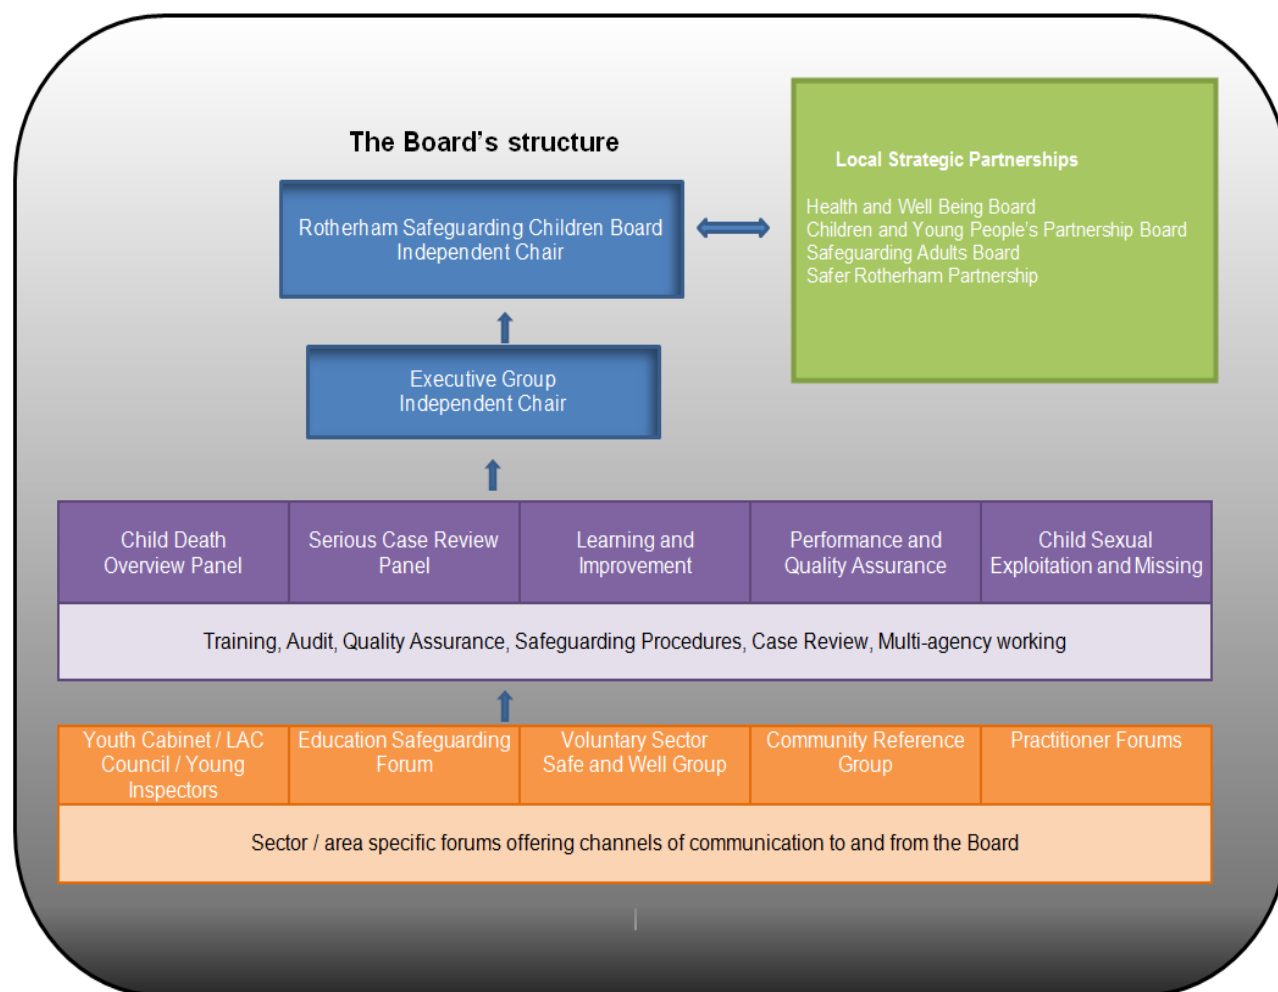 The Board's structure
Rotherham Safeguarding Children Board
Independent Chair
Local Strategic Partnerships
Health and Well Being Board
Children and Young People's Partnership Board
Safeguarding Adults Board
Safer Rotherham Partnership
Executive Group
Independent Chair
Child Death
Overview Panel
Serious Case Review
Panel
Learning and
Improvement
Performance and
Quality Assurance
Child Sexual
Exploitation and Missing
Training, Audit, Quality Assurance, Safeguarding Procedures, Case Review, Multi-agency working
Youth Cabinet / LAC
Council / Young
Inspectors
Education Safeguarding
Forum
Voluntary Sector
Safe and Well Group
Community Reference
Group
Practitioner Forums
Sector / area specific forums offering channels of communication to and from the Board